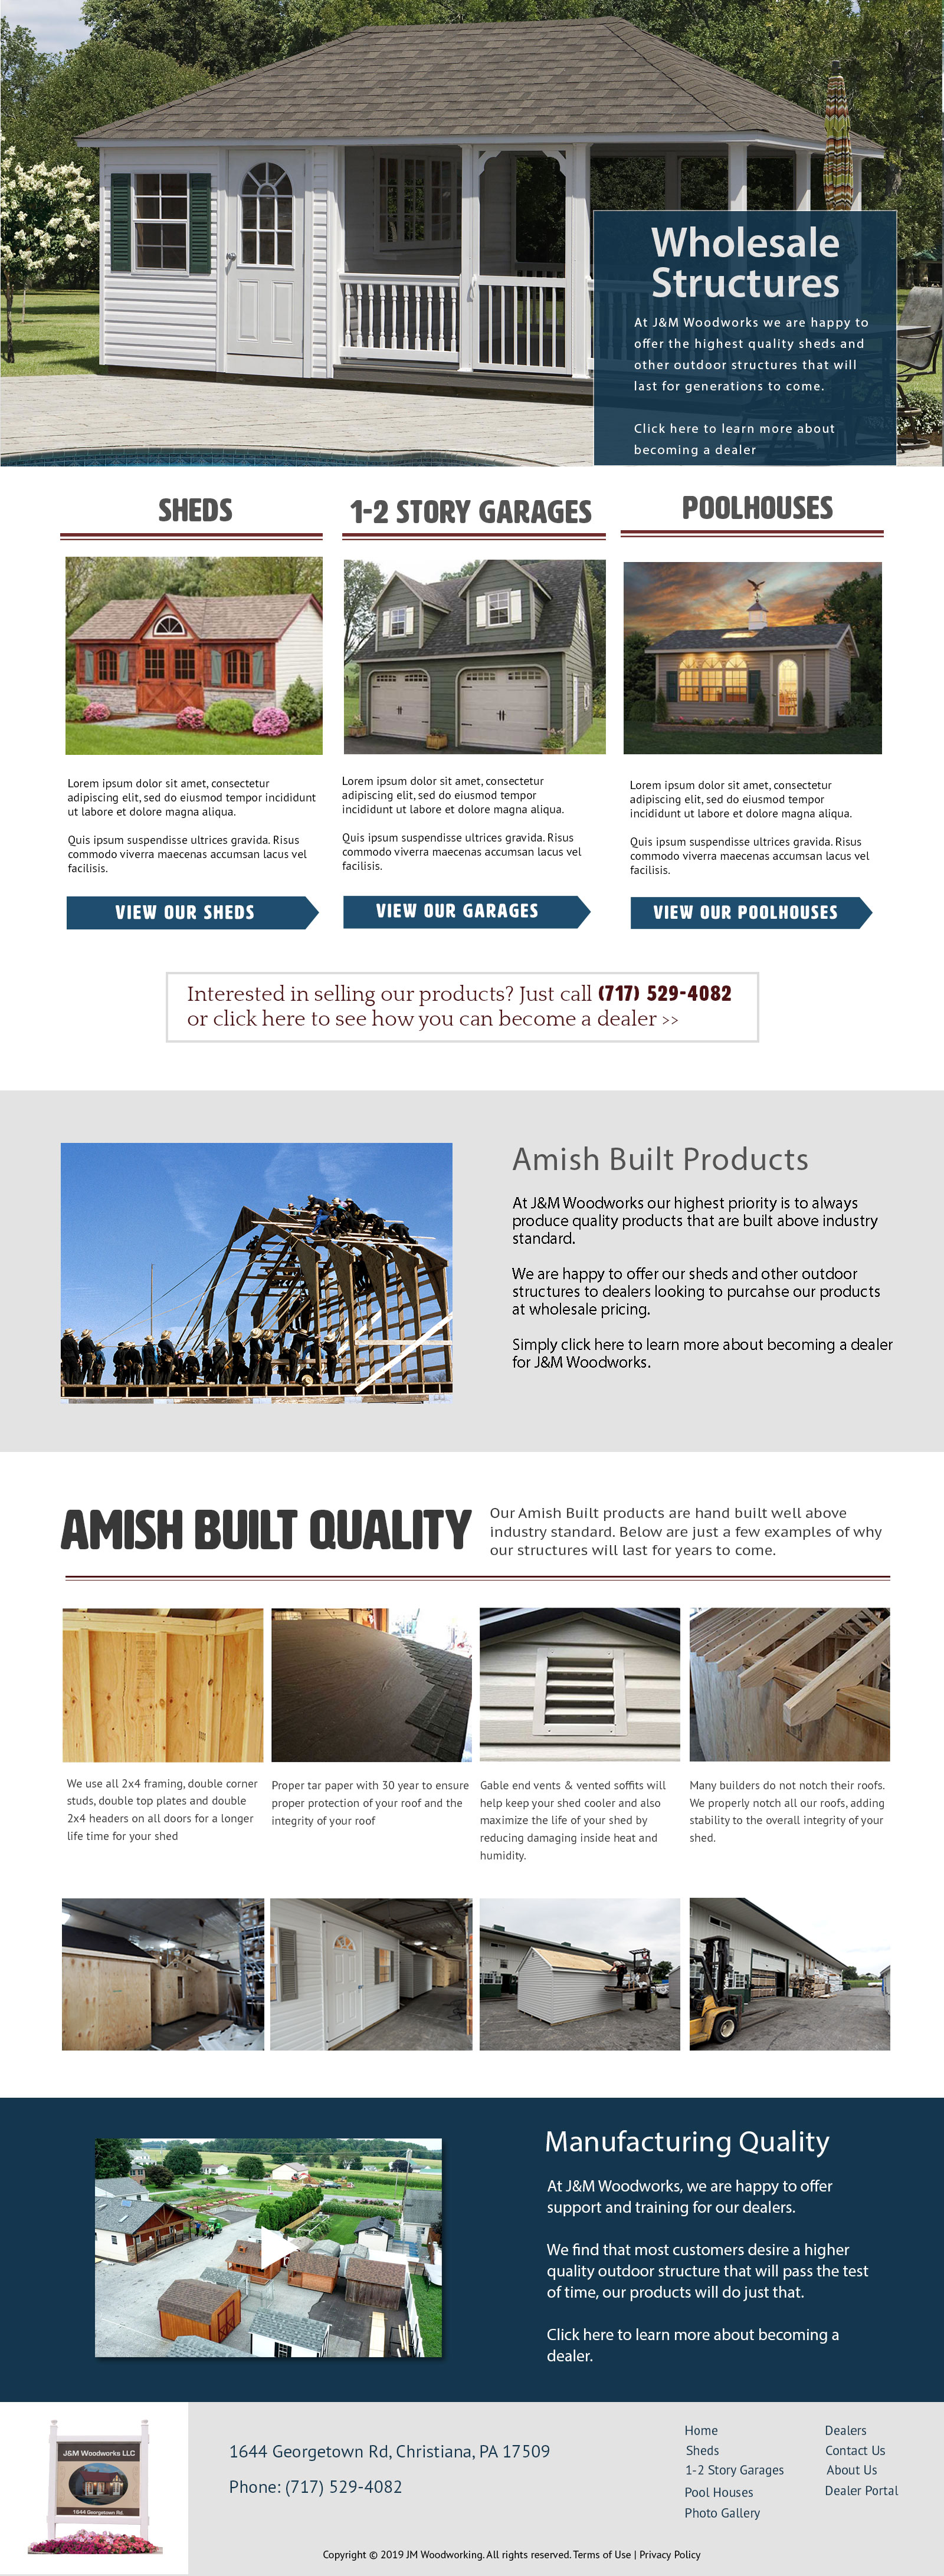 Wholesale
Structures
At J&M Woodworks we are happy to
offer the highest quality sheds and
other outdoor structures that will
last for generations to come.
Click here to learn more about
becoming a dealer
SHEDS
1-2 STORY GARAGES
POOLHOUSES
Lorem ipsum dolor sit amet, consectetur
adipiscing elit, sed do eiusmod tempor incididunt
ut labore et dolore magna aliqua.
Quis ipsum suspendisse ultrices gravida. Risus
commodo viverra maecenas accumsan lacus vel
facilisis.
VIEW OUR SHEDS
Lorem ipsum dolor sit amet, consectetur
adipiscing elit, sed do eiusmod tempor
incididunt ut labore et dolore magna aliqua.
Quis ipsum suspendisse ultrices gravida. Risus
commodo viverra maecenas accumsan lacus vel
facilisis.
VIEW OUR GARAGES
Lorem ipsum dolor sit amet, consectetur
adipiscing elit, sed do eiusmod tempor
incididunt ut labore et dolore magna aliqua.
Quis ipsum suspendisse ultrices gravida. Risus
commodo viverra maecenas accumsan lacus vel
facilisis.
VIEW OUR POOLHOUSES
Interested in selling our products? Just call (717) 529-4082
or click here to see how you can become a dealer >>
Amish Built Products
At J&M Woodworks our highest priority is to always
produce quality products that are built above industry
standard.
We are happy to offer our sheds and other outdoor
structures to dealers looking to purcahse our products
at wholesale pricing.
Simply click here to learn more about becoming a dealer
for J&M Woodworks.
AMISH BUILT QUALITY
Our Amish Built products are hand built well above
industry standard. Below are just a few examples of why
our structures will last for years to come.
We use all 2x4 framing, double corner
studs, double top plates and double
2x4 headers on all doors for a longer
life time for your shed
Proper tar paper with 30 year to ensure
proper protection of your roof and the
integrity of your roof
Gable end vents & vented soffits will
help keep your shed cooler and also
maximize the life of your shed by
reducing damaging inside heat and
humidity.
Many builders do not notch their roofs.
We properly notch all our roofs, adding
stability to the overall integrity of your
shed.
Manufacturing Quality
At J&M Woodworks, we are happy to offer
support and training for our dealers.
We find that most customers desire a higher
quality outdoor structure that will pass the test
of time, our products will do just that.
Click here to learn more about becoming a
dealer.
J&M Woodworks LLC
1644 Georgetown Rd.
1644 Georgetown Rd, Christiana, PA 17509
Phone: (717) 529-4082
Home
Sheds
1-2 Story Garages
Pool Houses
Photo Gallery
Dealers
Contact Us
About Us
Dealer Portal
Copyright © 2019 JM Woodworking. All rights reserved. Terms of Use | Privacy Policy